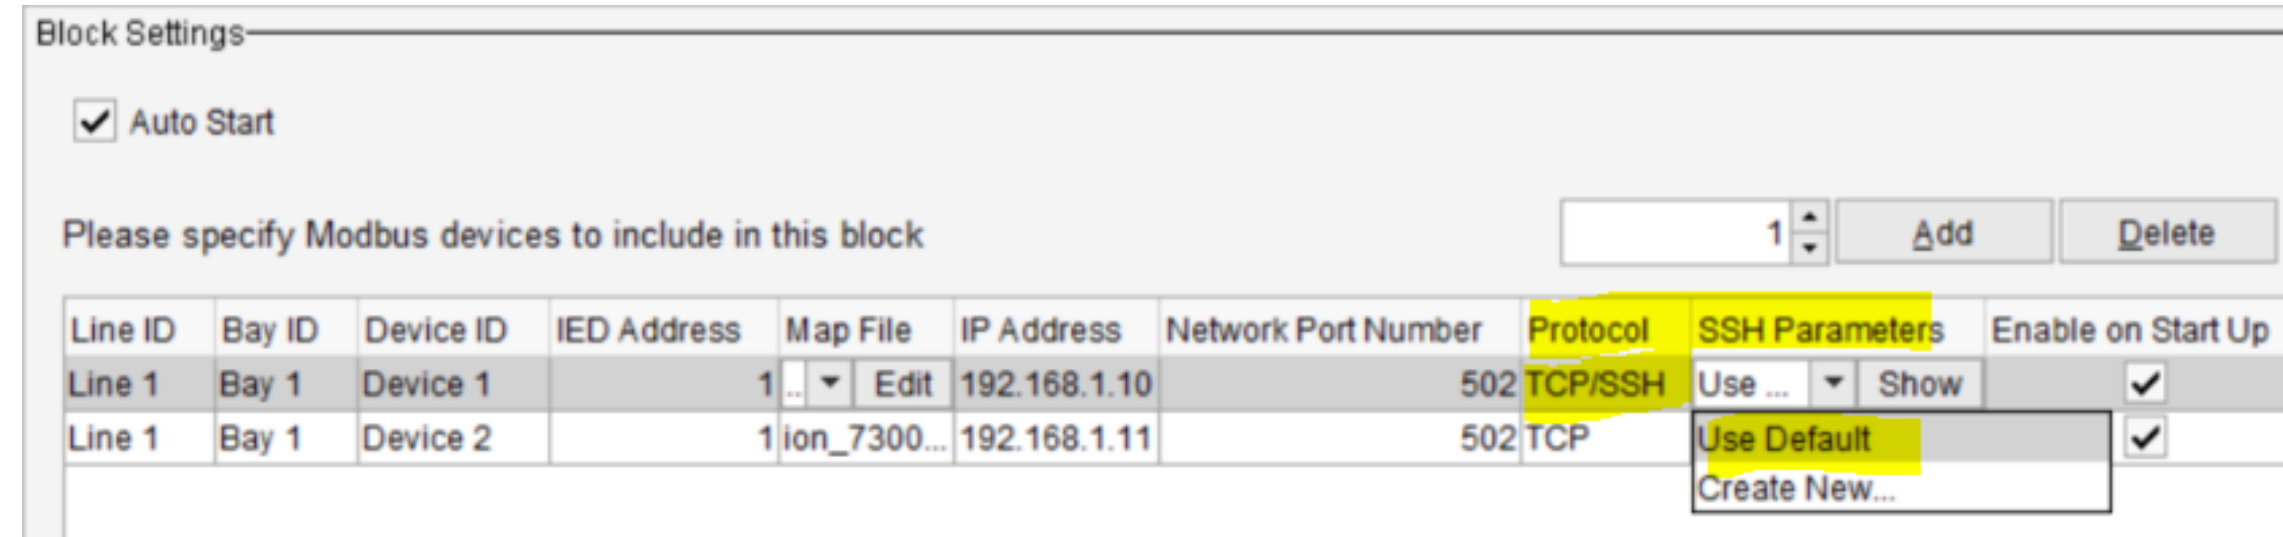 Block Settings
Auto Start
Please specify Modbus devices to include in this block 1 Add Delete
Line ID Bay ID Device ID IED Address Map File IP Address Network Port Number Protocol SSH Parameters Enable on Start Up
Line 1 Bay 1 Device 1 1 ... Edit 192.168.1.10 502 TCP/SSH Use ... Show
Line 1 Bay 1 Device 2 1 ion_7300... 192.168.1.11 502 TCP Use Default
Create New...